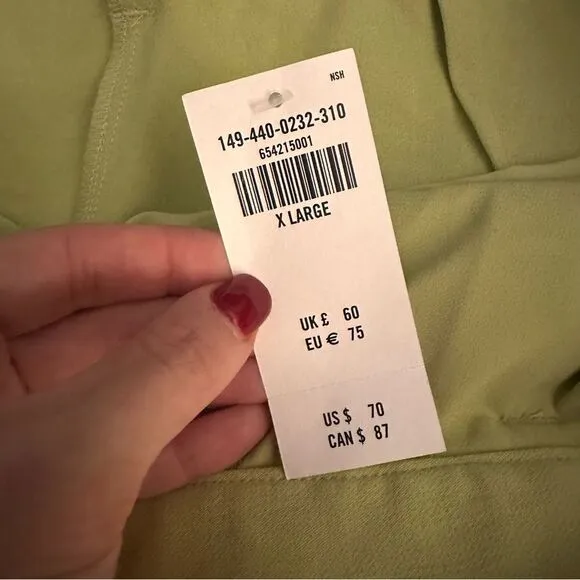 NSH
149-440-0232-310
654215001
X LARGE
UK £ 60
EU € 75
US $ 70
CAN $ 87